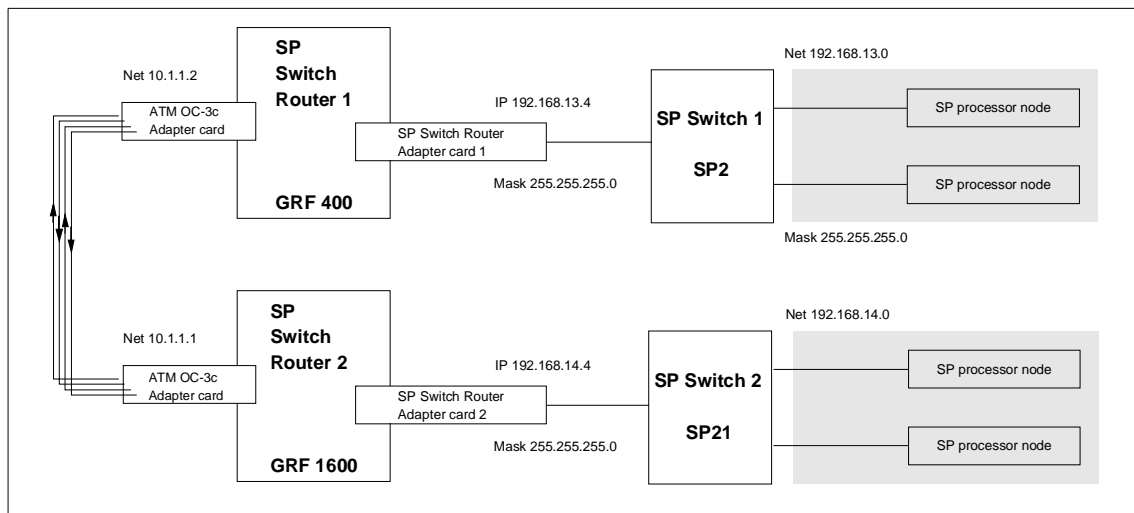 SP
Switch
Router 1
GRF 400
Net 10.1.1.2
ATM OC-3c
Adapter card
IP 192.168.13.4
SP Switch Router
Adapter card 1
Mask 255.255.255.0
SP Switch 1
SP2
Net 192.168.13.0
SP processor node
SP processor node
Mask 255.255.255.0
SP
Switch
Router 2
GRF 1600
Net 10.1.1.1
ATM OC-3c
Adapter card
IP 192.168.14.4
SP Switch Router
Adapter card 2
Mask 255.255.255.0
SP Switch 2
SP21
Net 192.168.14.0
SP processor node
SP processor node